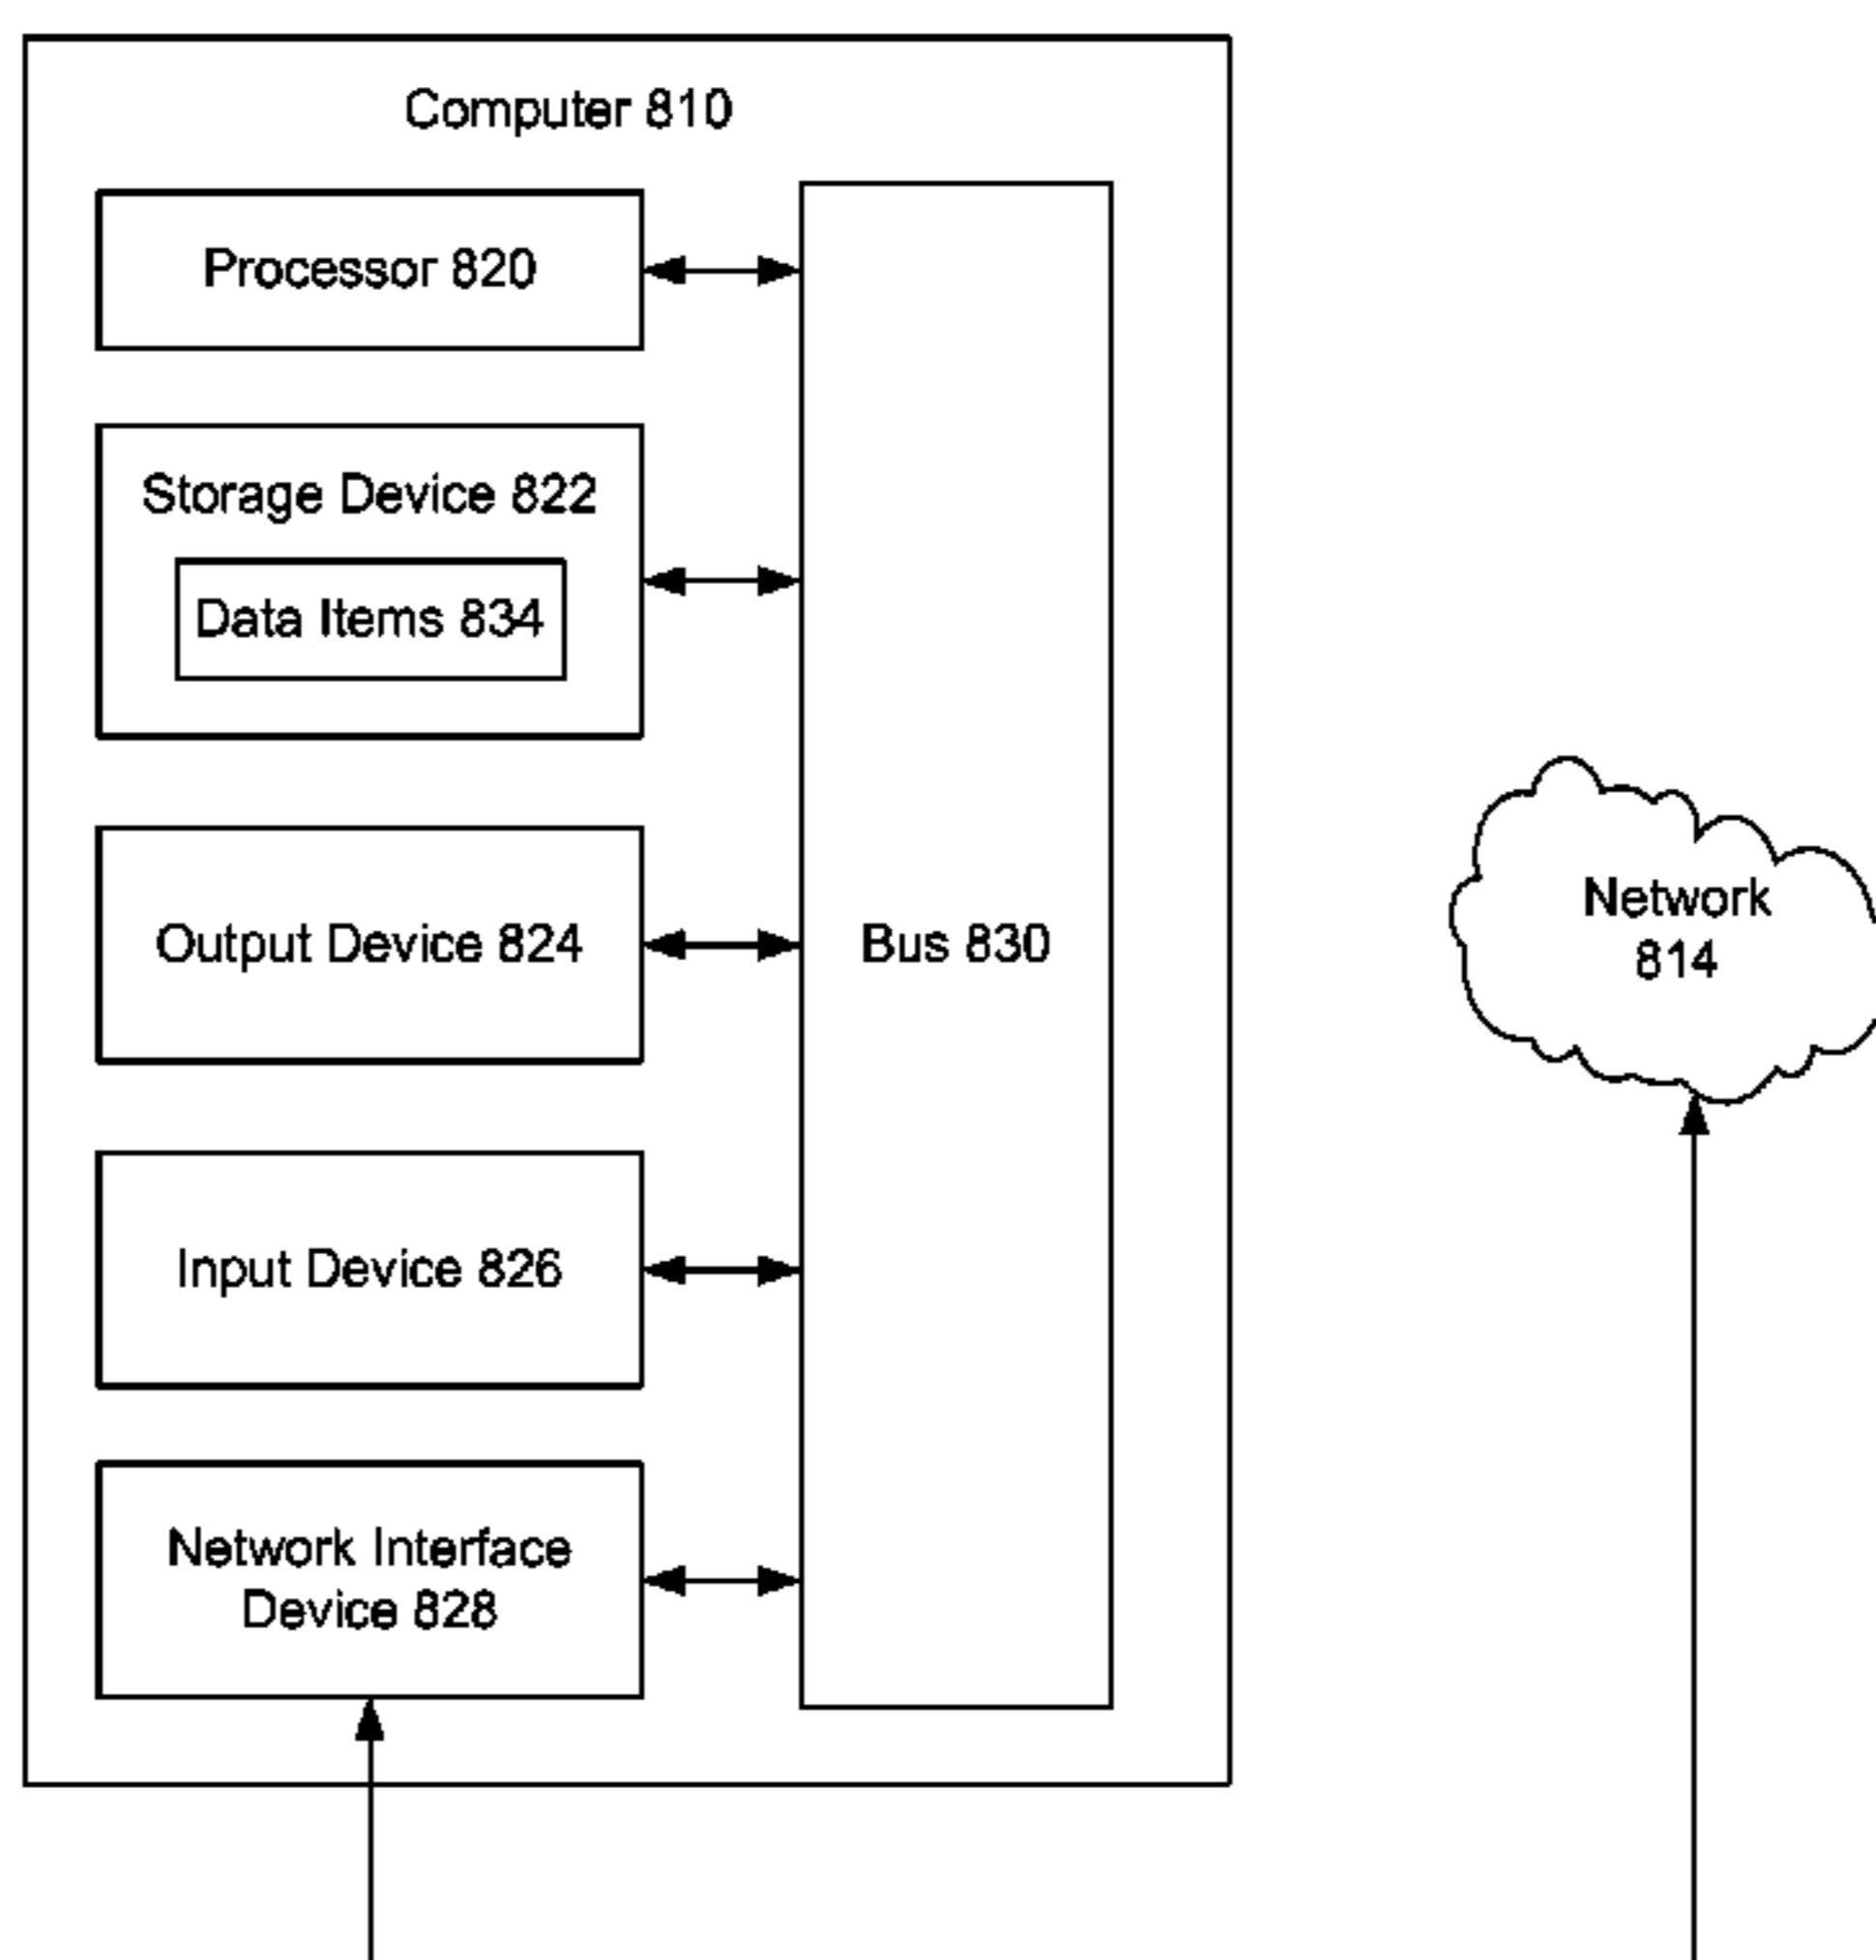 Computer 810
Processor 820
Storage Device 822
Data Items 834
Output Device 824
Bus 830
Input Device 826
Network Interface
Device 828
Network
814